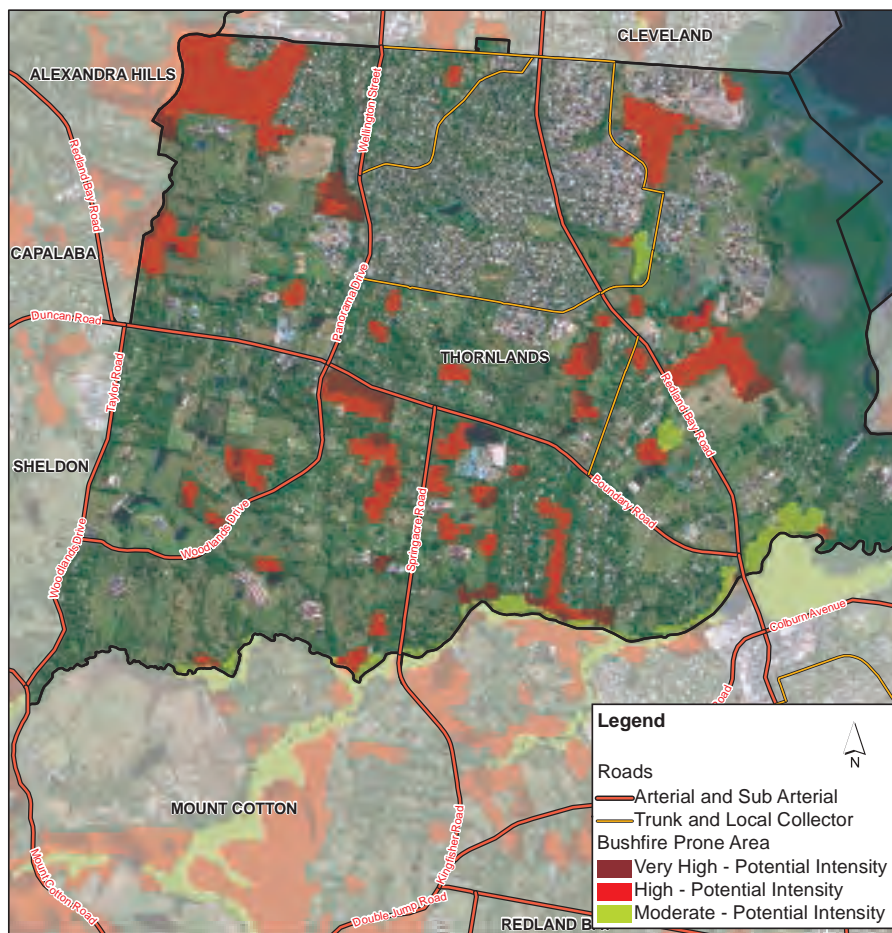 CLEVELAND
ALEXANDRA HILLS
Wellington Street
Redland Bay Road
CAPALABA
Duncan Road
Panorama Drive
THORNLANDS
Taylor Road
Redland Bay Road
SHELDON
Boundary Road
Springacre Road
Woodlands Drive
Woodlands Drive
Colburn Avenue
Road
MOUNT COTTON
Kingfisher Road
Mount Cotton Road
Double Jump Road
REDLAND B
Legend
N
Roads
Arterial and Sub Arterial
Trunk and Local Collector
Bushfire Prone Area
Very High - Potential Intensity
High - Potential Intensity
Moderate - Potential Intensity